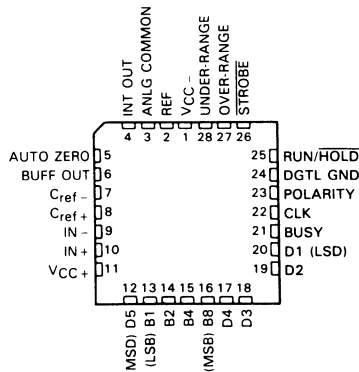 INT OUT
ANLG COMMON
REF
VCC −
UNDER-RANGE
OVER-RANGE
STROBE
4 3 2 1 28 27 26
AUTO ZERO 5
BUFF OUT 6
Cref − 7
Cref + 8
IN − 9
IN + 10
VCC + 11
25 RUN/HOLD
24 DGTL GND
23 POLARITY
22 CLK
21 BUSY
20 D1 (LSD)
19 D2
12 13 14 15 16 17 18
MSD) D5
(LSB) B1
B2
B4
(MSB) B8
D4
D3